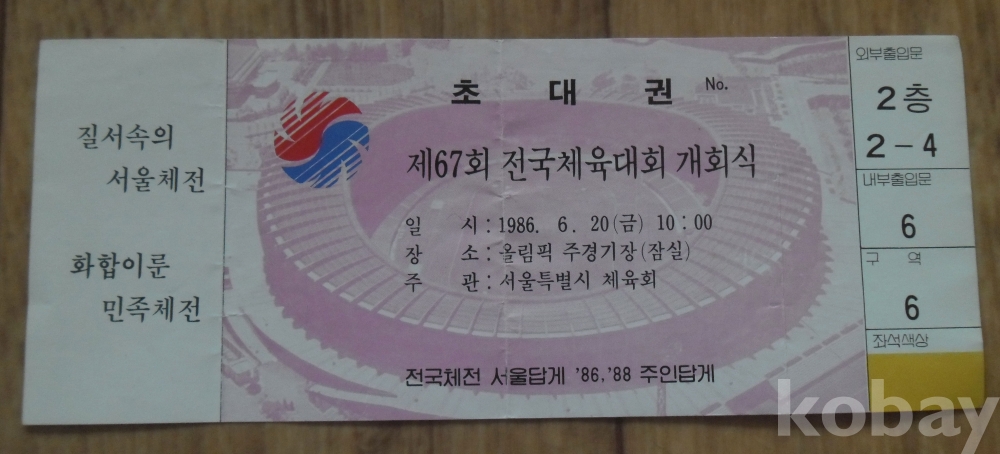 질서속의
서울체전
화합이룬
민족체전
초 대 권 No.
제67회 전국체육대회 개회식
일 시 : 1986. 6. 20(금) 10 : 00
장 소 : 올림픽 주경기장(잠실)
주 관 : 서울특별시 체육회
전국체전 서울답게 '86,'88 주인답게
외부출입문
2층
2-4
내부출입문
6
구 역
6
좌석색상
kobay